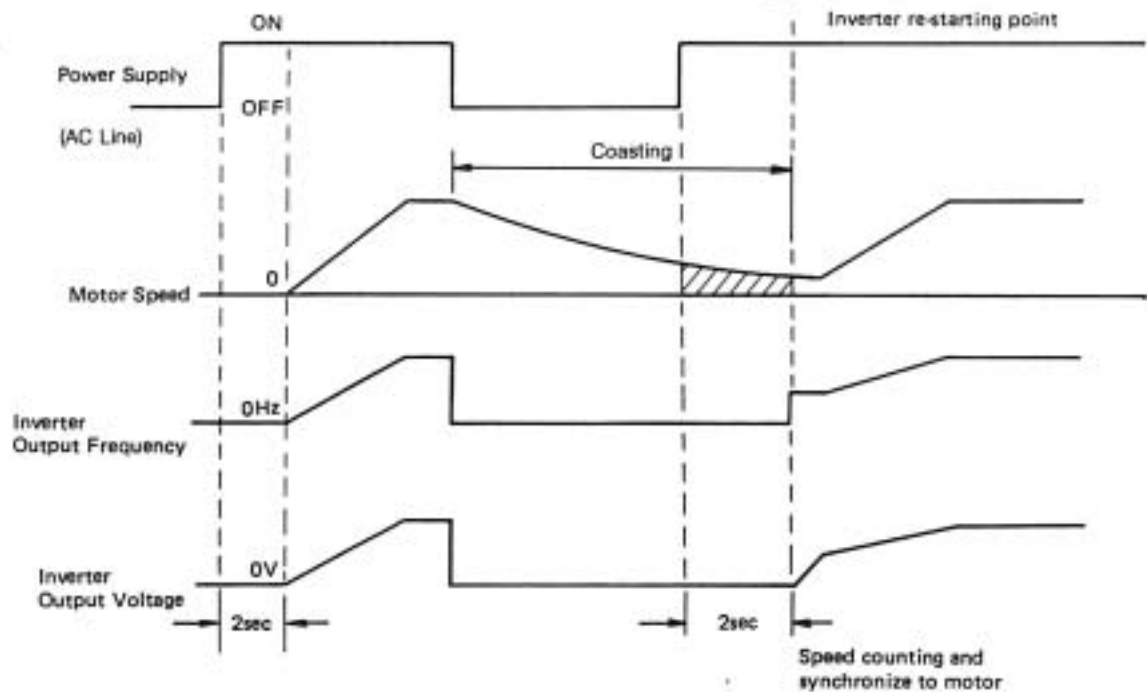 ON
Inverter re-starting point
Power Supply
OFF
(AC Line)
Coasting
0
Motor Speed
0Hz
Inverter
Output Frequency
0V
Inverter
Output Voltage
2sec
2sec
Speed counting and
synchronize to motor